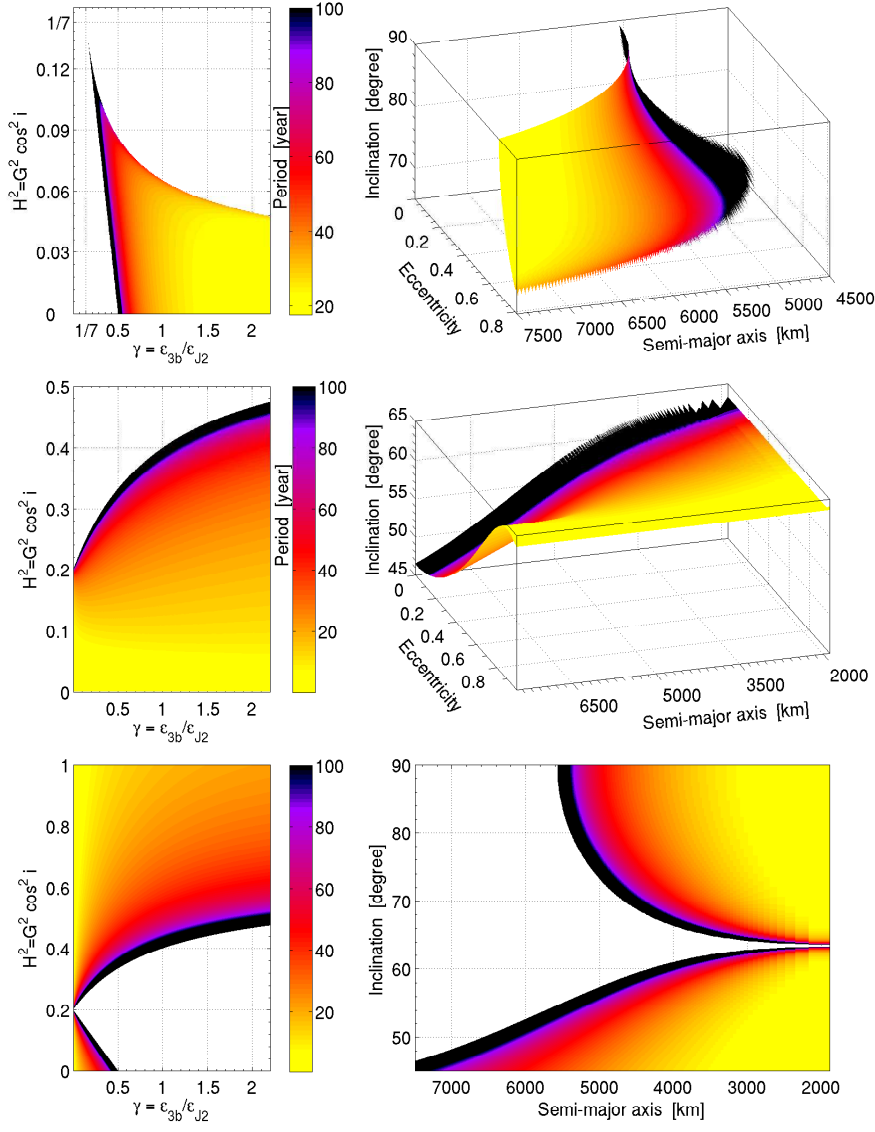 1/7
0.12
0.09
0.06
0.03
0
1/7 0.5 1 1.5 2
H²=G² cos² i
γ = ε3b/εJ2
100
80
60
40
20
Period [year]
90
80
70
60
Inclination [degree]
0
0.2
0.4
0.6
0.8
Eccentricity
7500 7000 6500 6000 5500 5000 4500
Semi-major axis [km]
0.5
0.4
0.3
0.2
0.1
0
0.5 1 1.5 2
H²=G² cos² i
γ = ε3b/εJ2
100
80
60
40
20
Period [year]
65
60
55
50
45
Inclination [degree]
0
0.2
0.4
0.6
0.8
Eccentricity
6500 5000 3500 2000
Semi-major axis [km]
1
0.8
0.6
0.4
0.2
0
0.5 1 1.5 2
H²=G² cos² i
γ = ε3b/εJ2
100
80
60
40
20
90
80
70
60
50
Inclination [degree]
7000 6000 5000 4000 3000 2000
Semi-major axis [km]